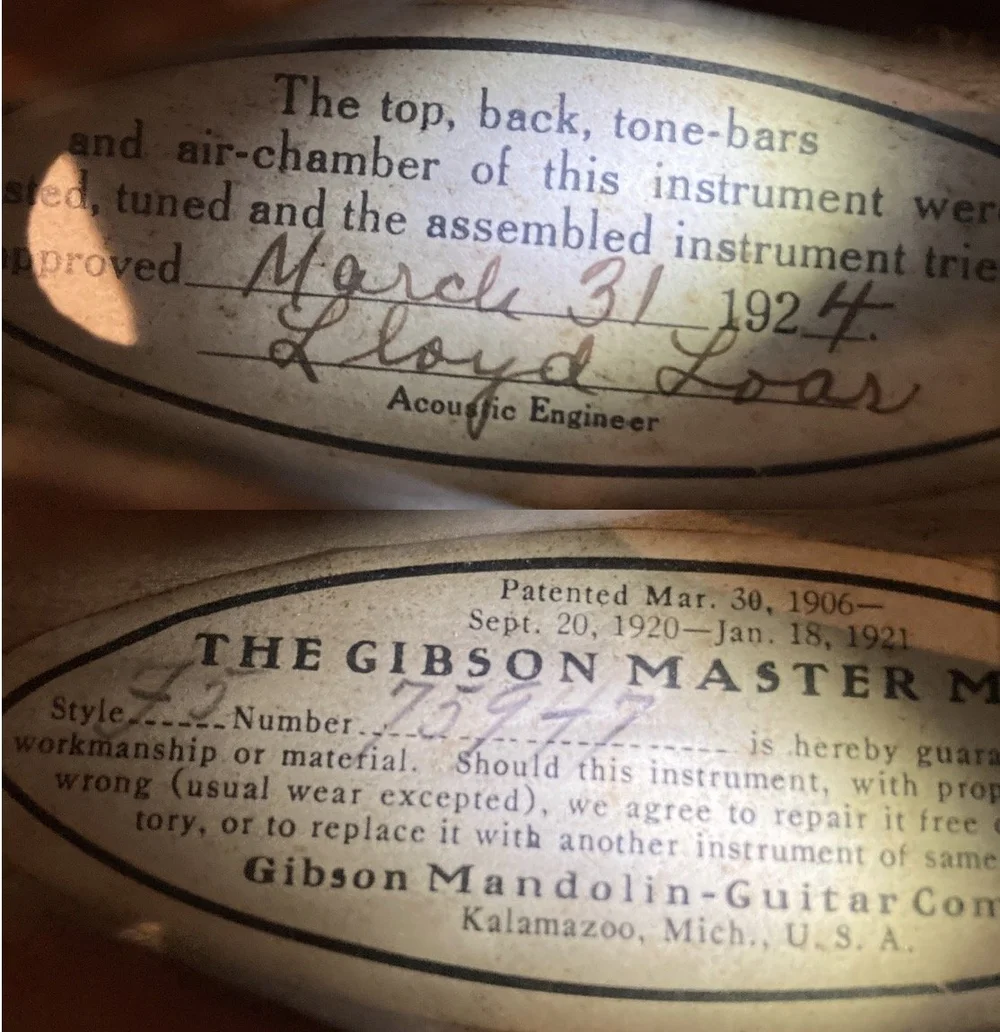 The top, back, tone-bars
and air-chamber of this instrument wer
sted, tuned and the assembled instrument trie
pproved March 31 1924.
Lloyd Loar
Acoustic Engineer
Patented Mar. 30, 1906—
Sept. 20, 1920—Jan. 18, 1921
THE GIBSON MASTER M
Style F5 Number 75947 is hereby guara
workmanship or material. Should this instrument, with prop
wrong (usual wear excepted), we agree to repair it free
tory, or to replace it with another instrument of same
Gibson Mandolin-Guitar Com
Kalamazoo, Mich., U. S. A.